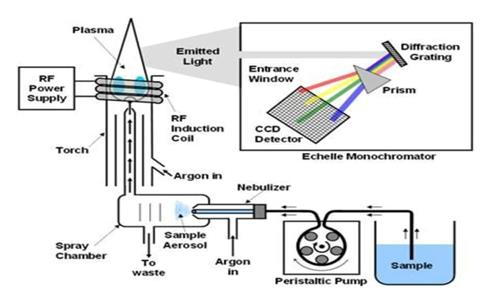 Plasma
Emitted
Light
Diffraction
Grating
Entrance
Window
Prism
CCD
Detector
Echelle Monochromator
RF
Power
Supply
RF
Induction
Coil
Torch
Argon in
Nebulizer
Spray
Chamber
Sample
Aerosol
To
waste
Argon
in
Peristaltic Pump
Sample